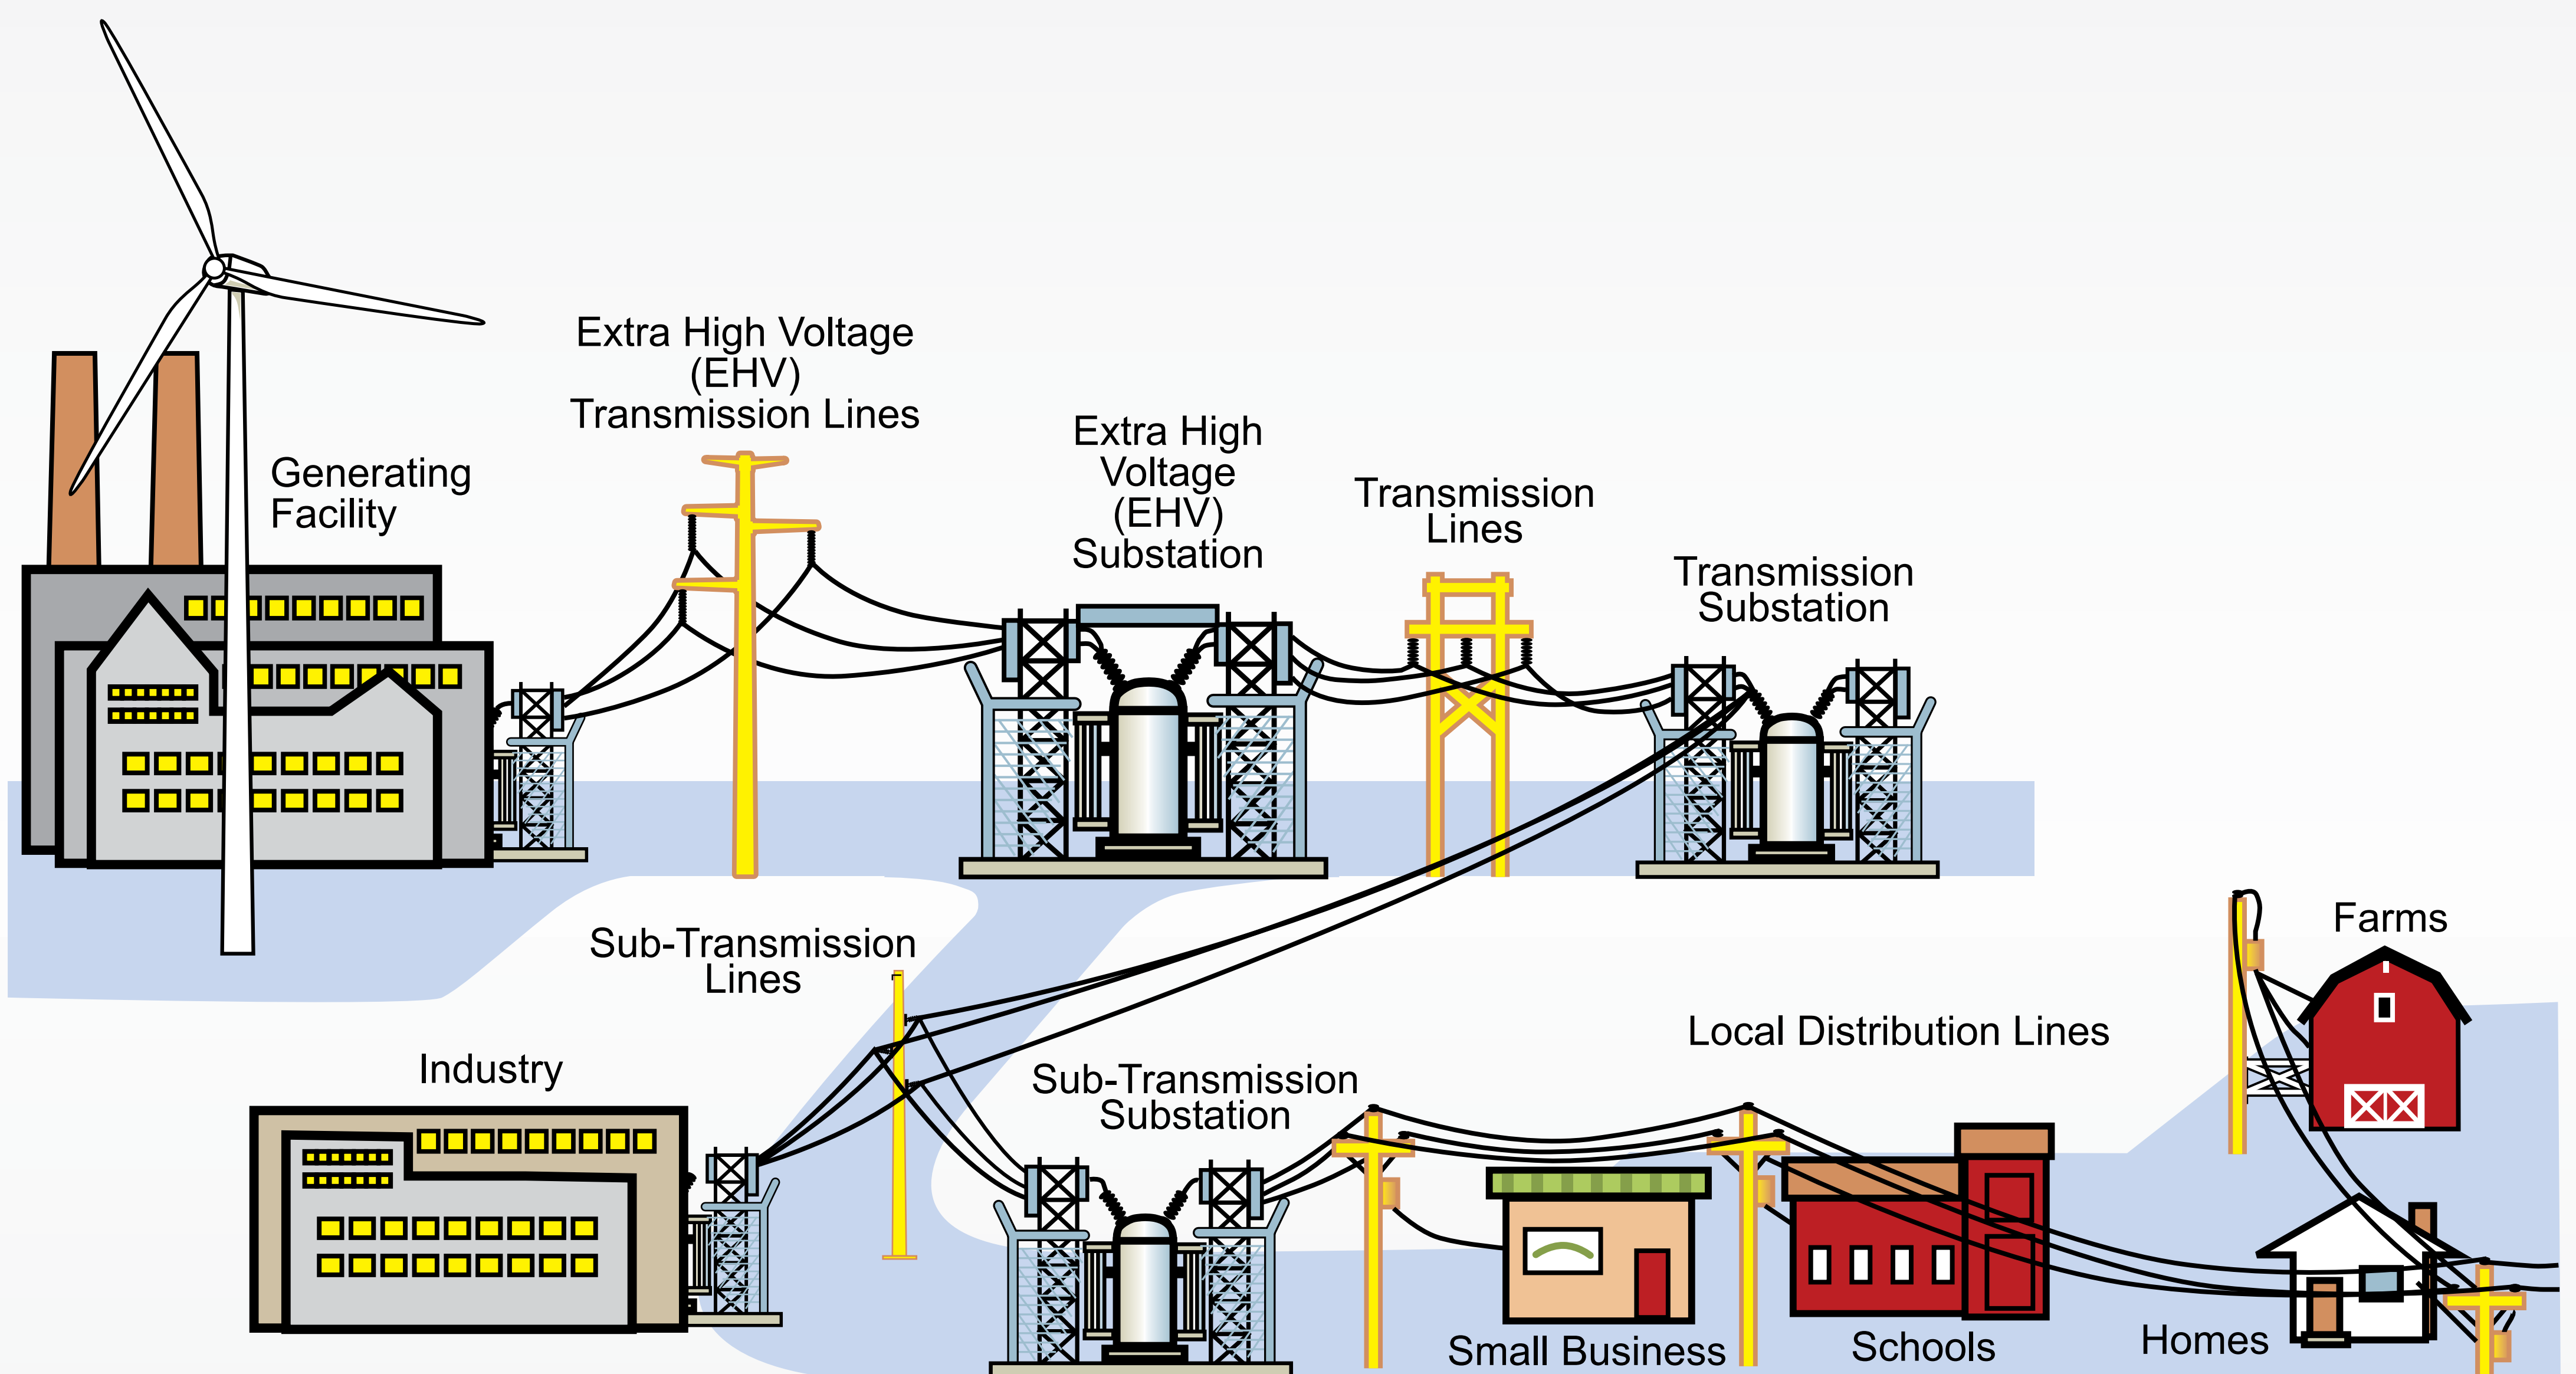 Extra High Voltage
(EHV)
Transmission Lines
Generating
Facility
Extra High
Voltage
(EHV)
Substation
Transmission
Lines
Transmission
Substation
Sub-Transmission
Lines
Farms
Local Distribution Lines
Industry
Sub-Transmission
Substation
Small Business
Schools
Homes